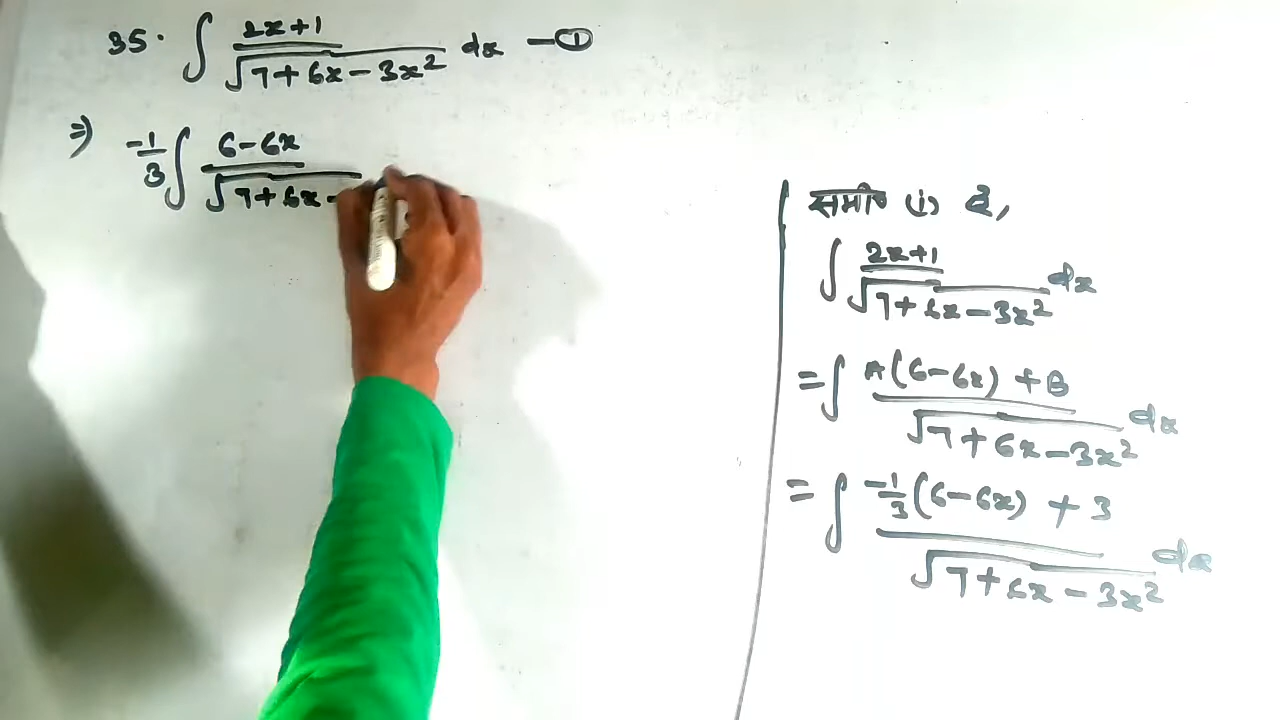 35. ∫ (2x+1)/√(7+6x-3x²) dx —①
⇒ -1/3 ∫ (6-6x)/√(7+6x-
समी० (i) से,
∫ (2x+1)/√(7+6x-3x²) dx
= ∫ (A(6-6x)+B)/√(7+6x-3x²) dx
= ∫ (-1/3(6-6x)+3)/√(7+6x-3x²) dx